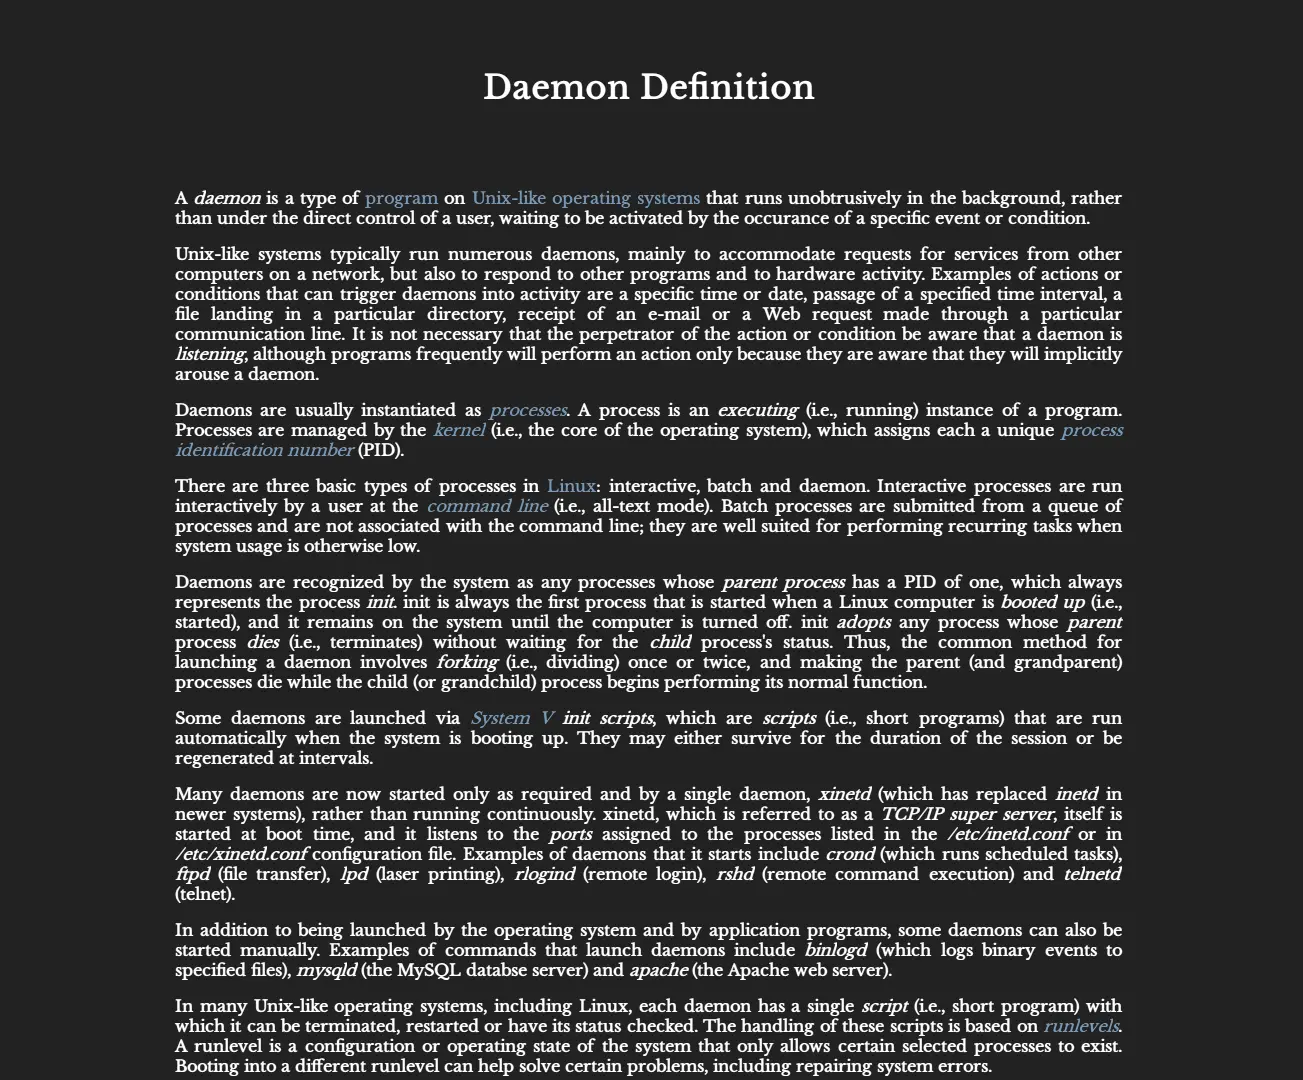 Daemon Definition
A daemon is a type of program on Unix-like operating systems that runs unobtrusively in the background, rather
than under the direct control of a user, waiting to be activated by the occurance of a specific event or condition.
Unix-like systems typically run numerous daemons, mainly to accommodate requests for services from other
computers on a network, but also to respond to other programs and to hardware activity. Examples of actions or
conditions that can trigger daemons into activity are a specific time or date, passage of a specified time interval, a
file landing in a particular directory, receipt of an e-mail or a Web request made through a particular
communication line. It is not necessary that the perpetrator of the action or condition be aware that a daemon is
listening, although programs frequently will perform an action only because they are aware that they will implicitly
arouse a daemon.
Daemons are usually instantiated as processes. A process is an executing (i.e., running) instance of a program.
Processes are managed by the kernel (i.e., the core of the operating system), which assigns each a unique process
identification number (PID).
There are three basic types of processes in Linux: interactive, batch and daemon. Interactive processes are run
interactively by a user at the command line (i.e., all-text mode). Batch processes are submitted from a queue of
processes and are not associated with the command line; they are well suited for performing recurring tasks when
system usage is otherwise low.
Daemons are recognized by the system as any processes whose parent process has a PID of one, which always
represents the process init. init is always the first process that is started when a Linux computer is booted up (i.e.,
started), and it remains on the system until the computer is turned off. init adopts any process whose parent
process dies (i.e., terminates) without waiting for the child process's status. Thus, the common method for
launching a daemon involves forking (i.e., dividing) once or twice, and making the parent (and grandparent)
processes die while the child (or grandchild) process begins performing its normal function.
Some daemons are launched via System V init scripts, which are scripts (i.e., short programs) that are run
automatically when the system is booting up. They may either survive for the duration of the session or be
regenerated at intervals.
Many daemons are now started only as required and by a single daemon, xinetd (which has replaced inetd in
newer systems), rather than running continuously. xinetd, which is referred to as a TCP/IP super server, itself is
started at boot time, and it listens to the ports assigned to the processes listed in the /etc/inetd.conf or in
/etc/xinetd.conf configuration file. Examples of daemons that it starts include crond (which runs scheduled tasks),
ftpd (file transfer), lpd (laser printing), rlogind (remote login), rshd (remote command execution) and telnetd
(telnet).
In addition to being launched by the operating system and by application programs, some daemons can also be
started manually. Examples of commands that launch daemons include binlogd (which logs binary events to
specified files), mysqld (the MySQL databse server) and apache (the Apache web server).
In many Unix-like operating systems, including Linux, each daemon has a single script (i.e., short program) with
which it can be terminated, restarted or have its status checked. The handling of these scripts is based on runlevels.
A runlevel is a configuration or operating state of the system that only allows certain selected processes to exist.
Booting into a different runlevel can help solve certain problems, including repairing system errors.